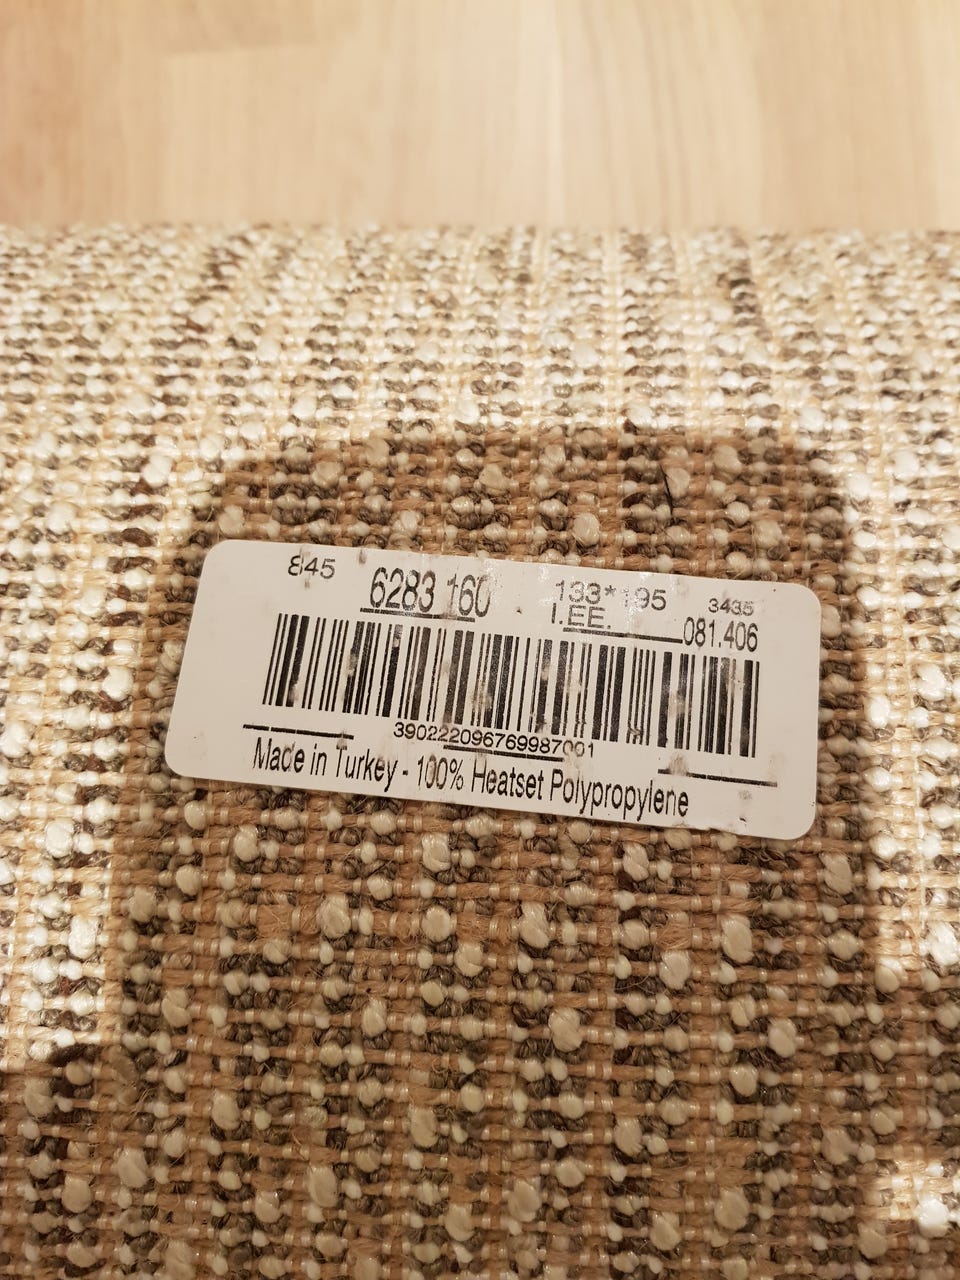 845 6283 160 133*195 3435
I.EE. 081.406
390222096769987001
Made in Turkey - 100% Heatset Polypropylene